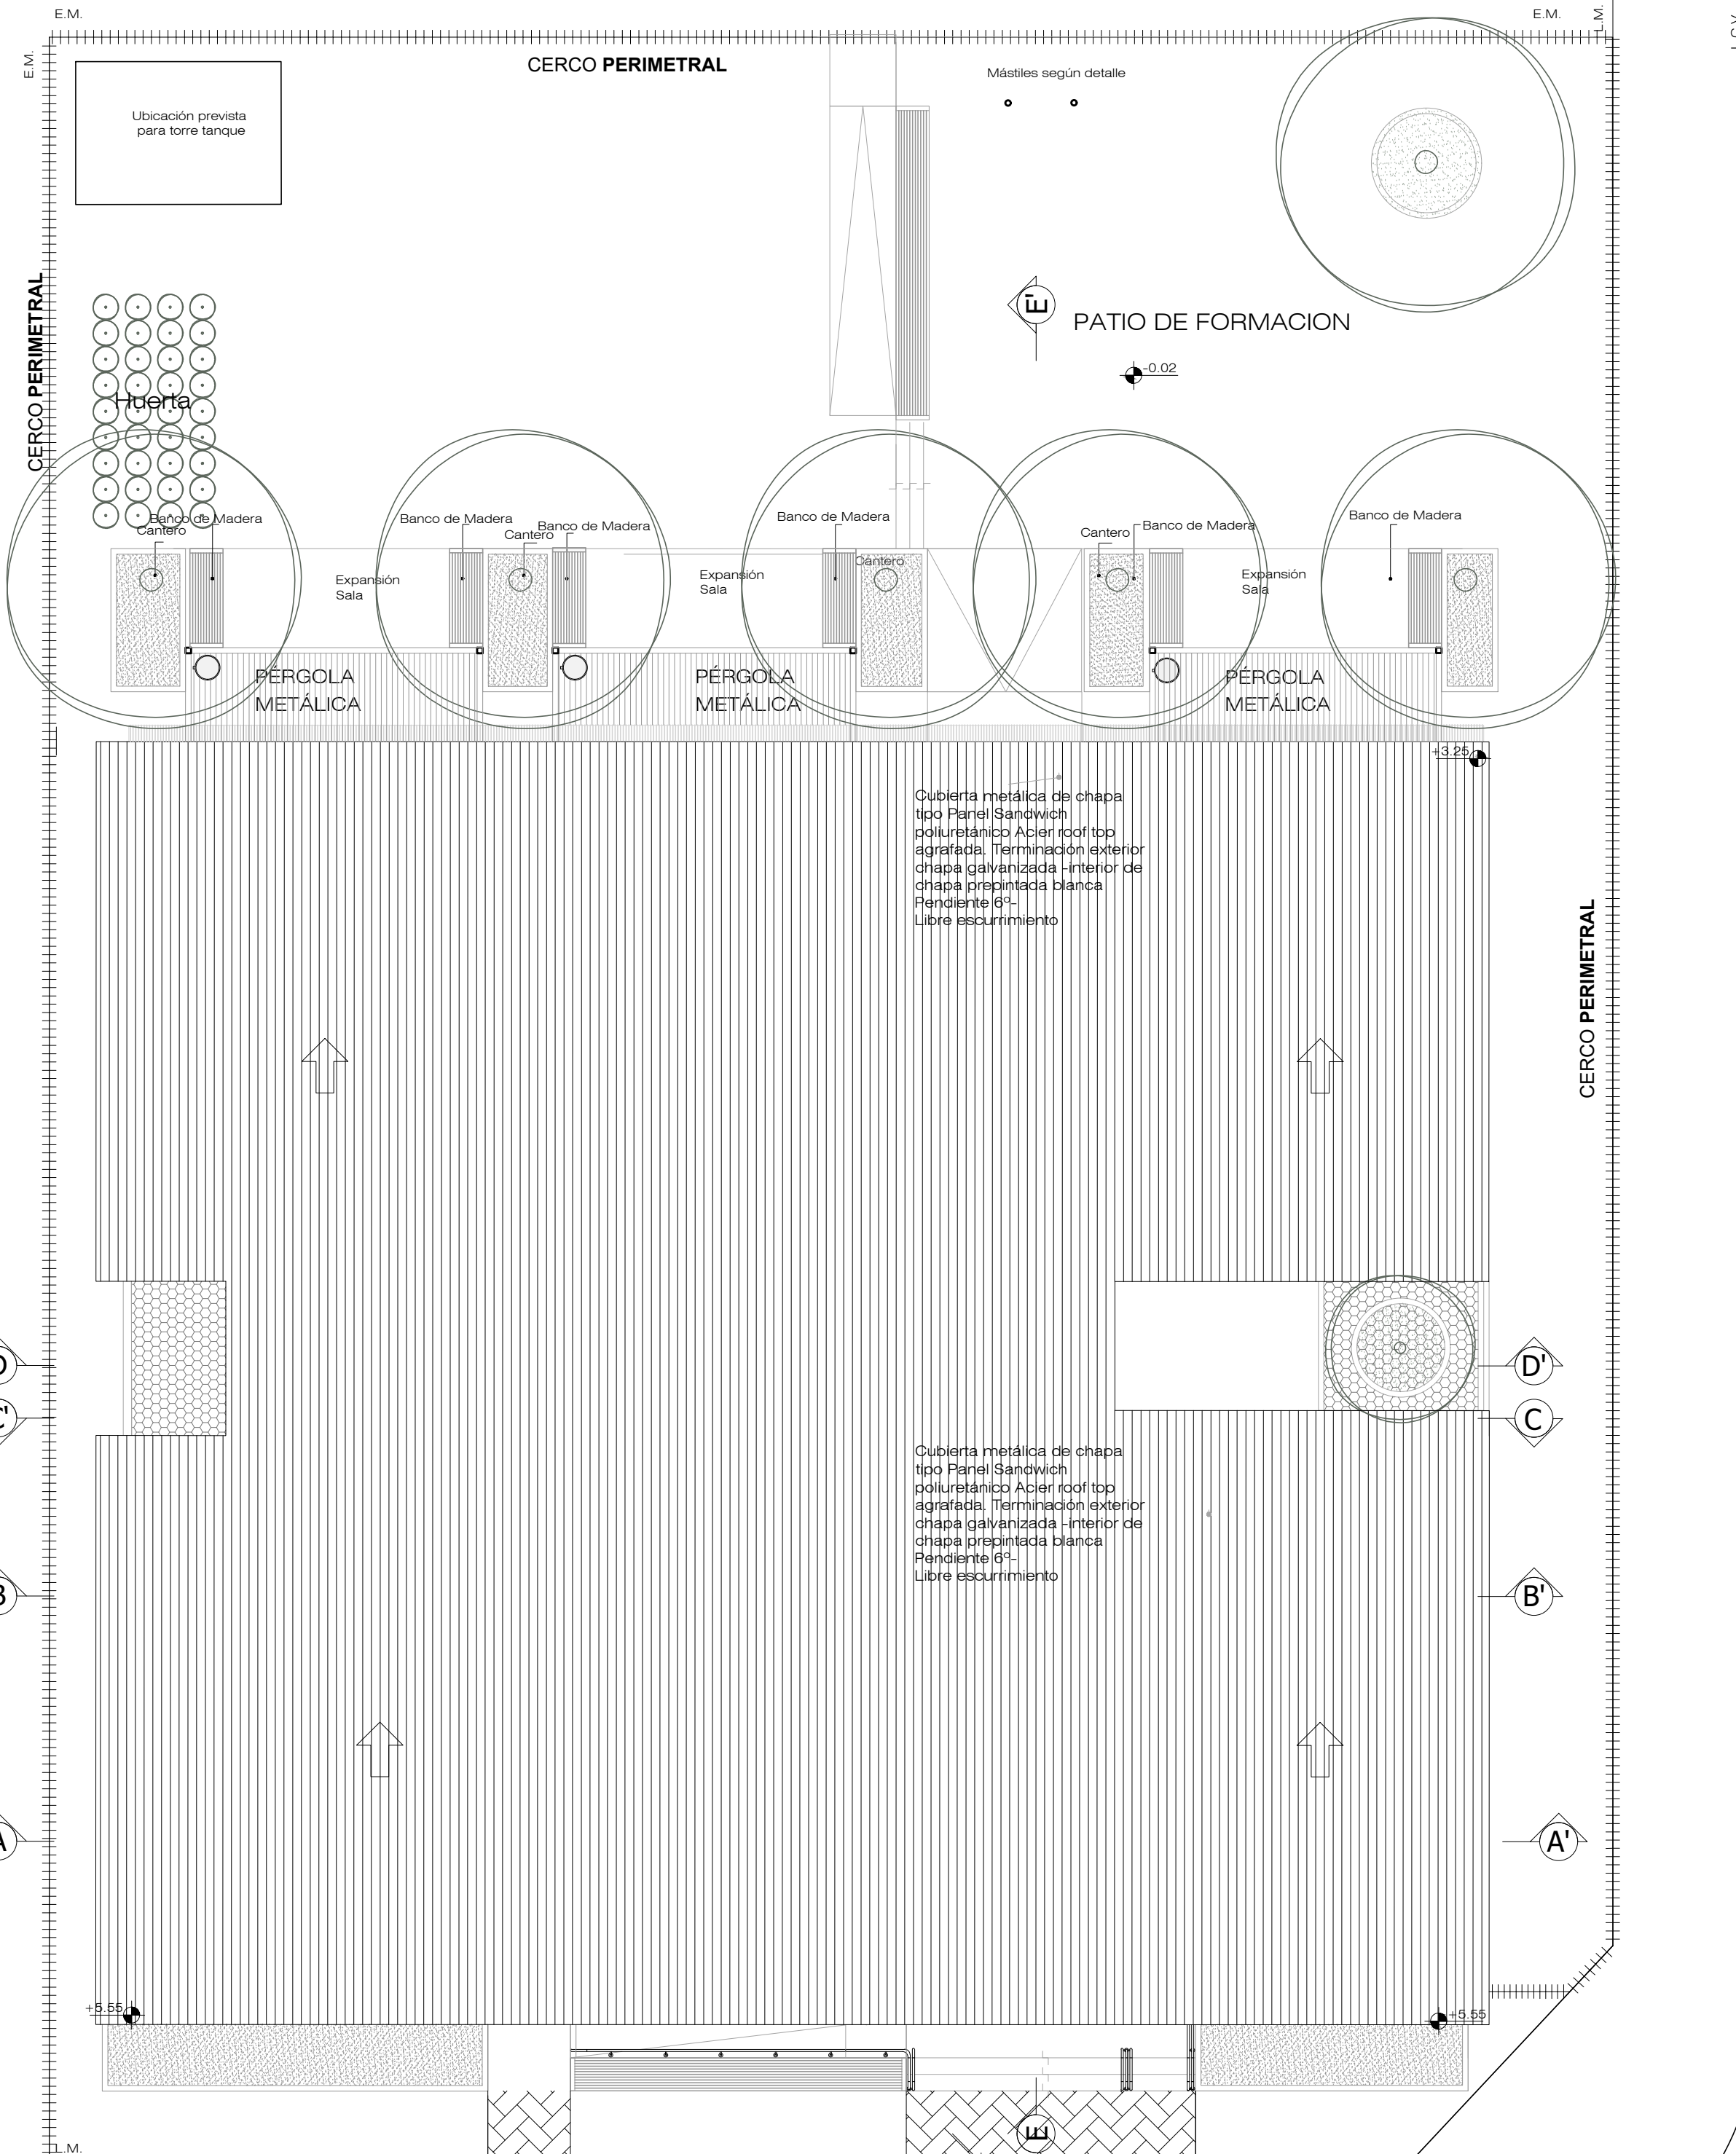 E.M.
E.M.
L.M.
E.M.
CERCO PERIMETRAL
Mástiles según detalle
Ubicación prevista
para torre tanque
CERCO PERIMETRAL
E'
PATIO DE FORMACION
-0.02
Huerta
Banco de Madera
Cantero
Banco de Madera
Cantero
Banco de Madera
Banco de Madera
Cantero
Cantero
Banco de Madera
Banco de Madera
Expansión
Sala
Expansión
Sala
Expansión
Sala
PÉRGOLA
METÁLICA
PÉRGOLA
METÁLICA
PÉRGOLA
METÁLICA
+3.25
Cubierta metálica de chapa
tipo Panel Sandwich
poliuretánico Acier roof top
agrafada. Terminación exterior
chapa galvanizada -interior de
chapa prepintada blanca
Pendiente 6º-
Libre escurrimiento
CERCO PERIMETRAL
D
D'
C'
C
Cubierta metálica de chapa
tipo Panel Sandwich
poliuretánico Acier roof top
agrafada. Terminación exterior
chapa galvanizada -interior de
chapa prepintada blanca
Pendiente 6º-
Libre escurrimiento
B
B'
A
A'
+5.55
+5.55
E
L.M.